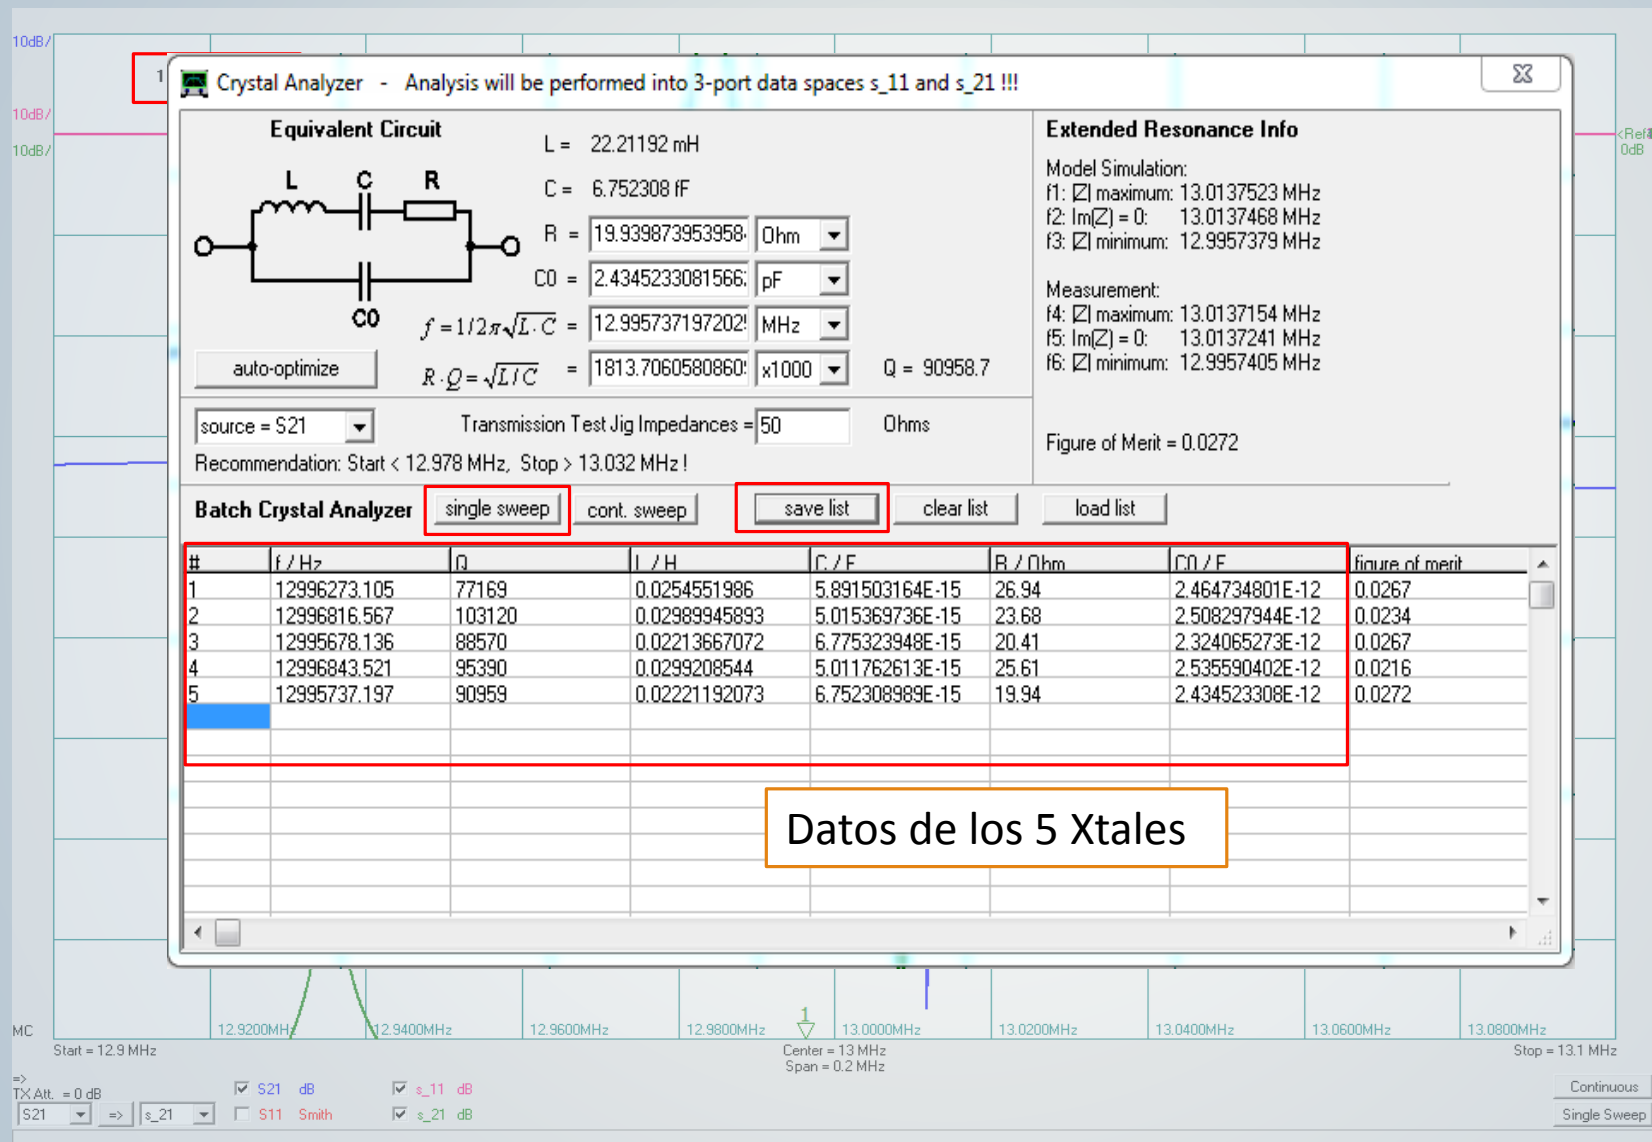 10dB/
1
10dB/
10dB/
<Ref
0dB
Crystal Analyzer - Analysis will be performed into 3-port data spaces s_11 and s_21 !!!
Equivalent Circuit
L C R
C0
L = 22.21192 mH
C = 6.752308 fF
R = 19.939873953958 Ohm
C0 = 2.4345233081566 pF
f = 1/2π√L·C = 12.995737197202 MHz
auto-optimize
R·Q = √L/C = 1813.7060580860 x1000 Q = 90958.7
Extended Resonance Info
Model Simulation:
f1: |Z| maximum: 13.0137523 MHz
f2: Im(Z) = 0: 13.0137468 MHz
f3: |Z| minimum: 12.9957379 MHz
Measurement:
f4: |Z| maximum: 13.0137154 MHz
f5: Im(Z) = 0: 13.0137241 MHz
f6: |Z| minimum: 12.9957405 MHz
Figure of Merit = 0.0272
source = S21 Transmission Test Jig Impedances = 50 Ohms
Recommendation: Start < 12.978 MHz, Stop > 13.032 MHz !
Batch Crystal Analyzer single sweep cont. sweep save list clear list load list
# f / Hz Q L / H C / F R / Ohm C0 / F figure of merit
1 12996273.105 77169 0.0254551986 5.891503164E-15 26.94 2.464734801E-12 0.0267
2 12996816.567 103120 0.02989945893 5.015369736E-15 23.68 2.508297944E-12 0.0234
3 12995678.136 88570 0.02213667072 6.775323948E-15 20.41 2.324065273E-12 0.0267
4 12996843.521 95390 0.0299208544 5.011762613E-15 25.61 2.535590402E-12 0.0216
5 12995737.197 90959 0.02221192073 6.752308989E-15 19.94 2.434523308E-12 0.0272
Datos de los 5 Xtales
1
MC 12.9200MHz 12.9400MHz 12.9600MHz 12.9800MHz 13.0000MHz 13.0200MHz 13.0400MHz 13.0600MHz 13.0800MHz
Start = 12.9 MHz Center = 13 MHz Stop = 13.1 MHz
Span = 0.2 MHz
=>
TX Att. = 0 dB S21 dB s_11 dB Continuous
S21 => s_21 S11 Smith s_21 dB Single Sweep